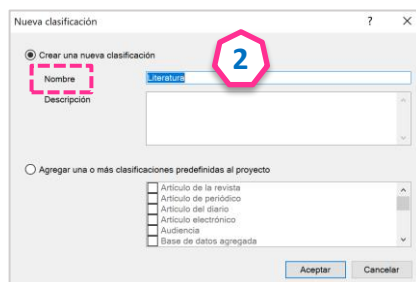 Nueva clasificación ? ×
Crear una nueva clasificación
2
Nombre Literatura
Descripción
Agregar una o más clasificaciones predefinidas al proyecto
Artículo de la revista
Artículo de periódico
Artículo del diario
Artículo electrónico
Audiencia
Base de datos agregada
Aceptar Cancelar